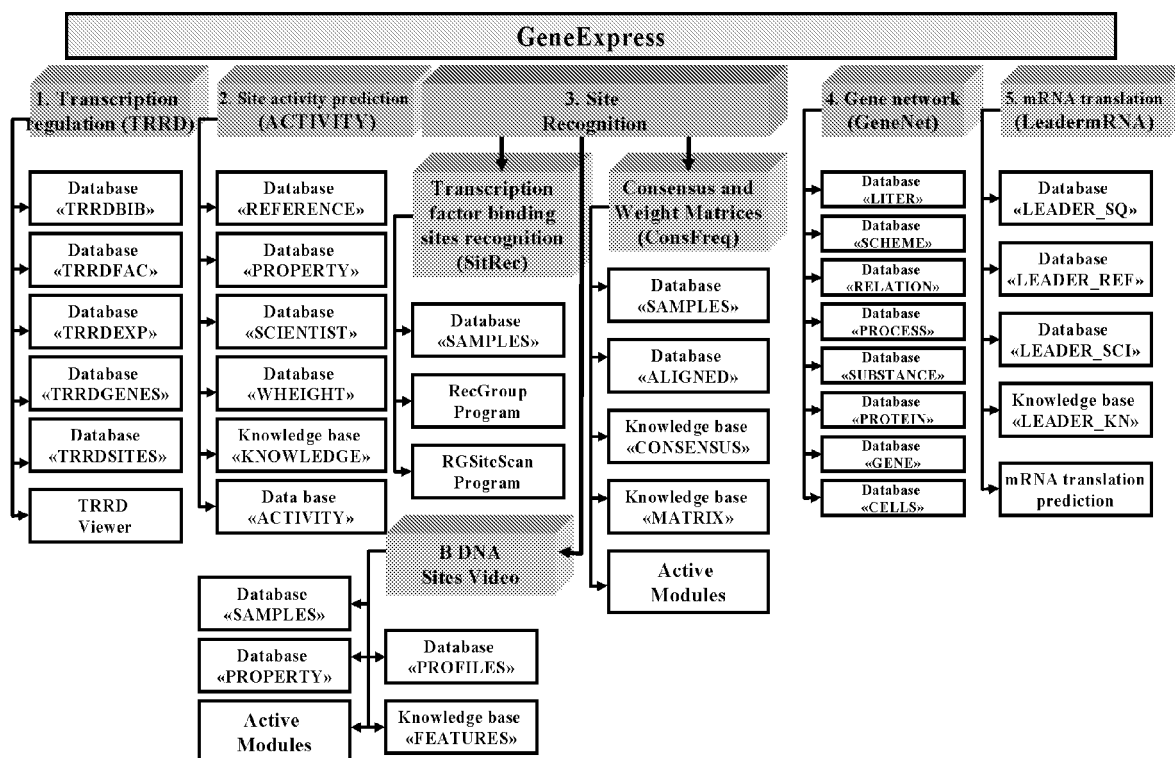 GeneExpress
1. Transcription
regulation (TRRD)
Database
«TRRDBIB»
Database
«TRRDFAC»
Database
«TRRDEXP»
Database
«TRRDGENES»
Database
«TRRDSITES»
TRRD
Viewer
2. Site activity prediction
(ACTIVITY)
Database
«REFERENCE»
Database
«PROPERTY»
Database
«SCIENTIST»
Database
«WHEIGHT»
Knowledge base
«KNOWLEDGE»
Data base
«ACTIVITY»
3. Site
Recognition
Transcription
factor binding
sites recognition
(SitRec)
Database
«SAMPLES»
RecGroup
Program
RGSiteScan
Program
Consensus and
Weight Matrices
(ConsFreq)
Database
«SAMPLES»
Database
«ALIGNED»
Knowledge base
«CONSENSUS»
Knowledge base
«MATRIX»
Active
Modules
B DNA
Sites Video
Database
«SAMPLES»
Database
«PROPERTY»
Active
Modules
Database
«PROFILES»
Knowledge base
«FEATURES»
4. Gene network
(GeneNet)
Database
«LITER»
Database
«SCHEME»
Database
«RELATION»
Database
«PROCESS»
Database
«SUBSTANCE»
Database
«PROTEIN»
Database
«GENE»
Database
«CELLS»
5. mRNA translation
(LeadermRNA)
Database
«LEADER_SQ»
Database
«LEADER_REF»
Database
«LEADER_SCI»
Knowledge base
«LEADER_KN»
mRNA translation
prediction